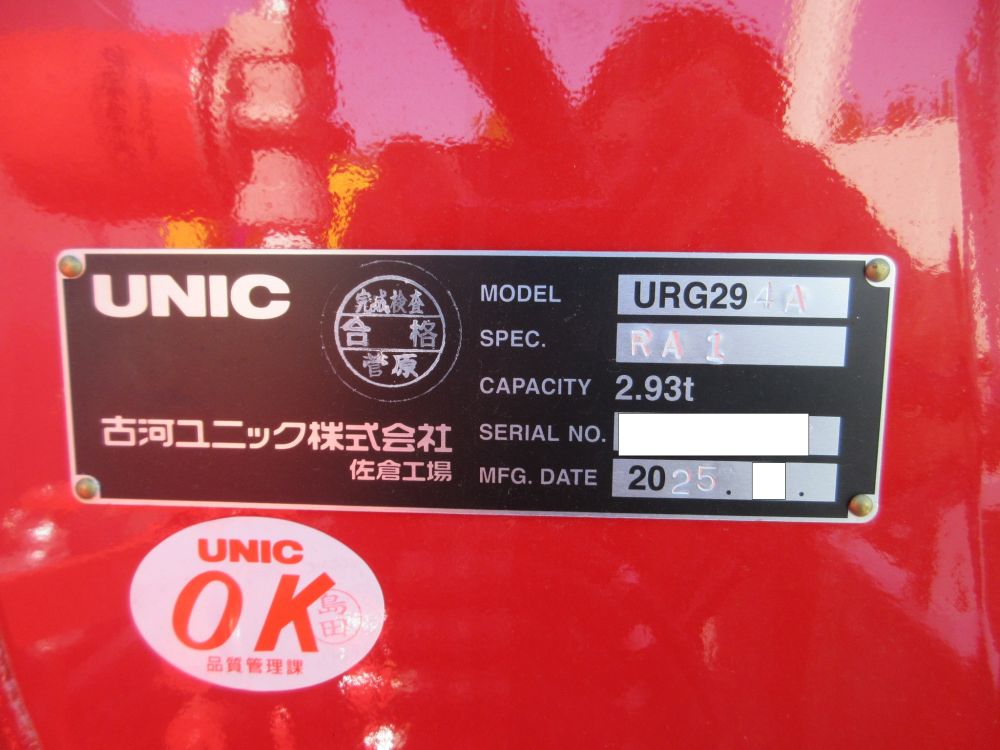 UNIC
完成検査
合格
菅原
古河ユニック株式会社
佐倉工場
MODEL URG294A
SPEC. RA1
CAPACITY 2.93t
SERIAL NO.
MFG. DATE 2025. .
UNIC
OK
島田
品質管理課